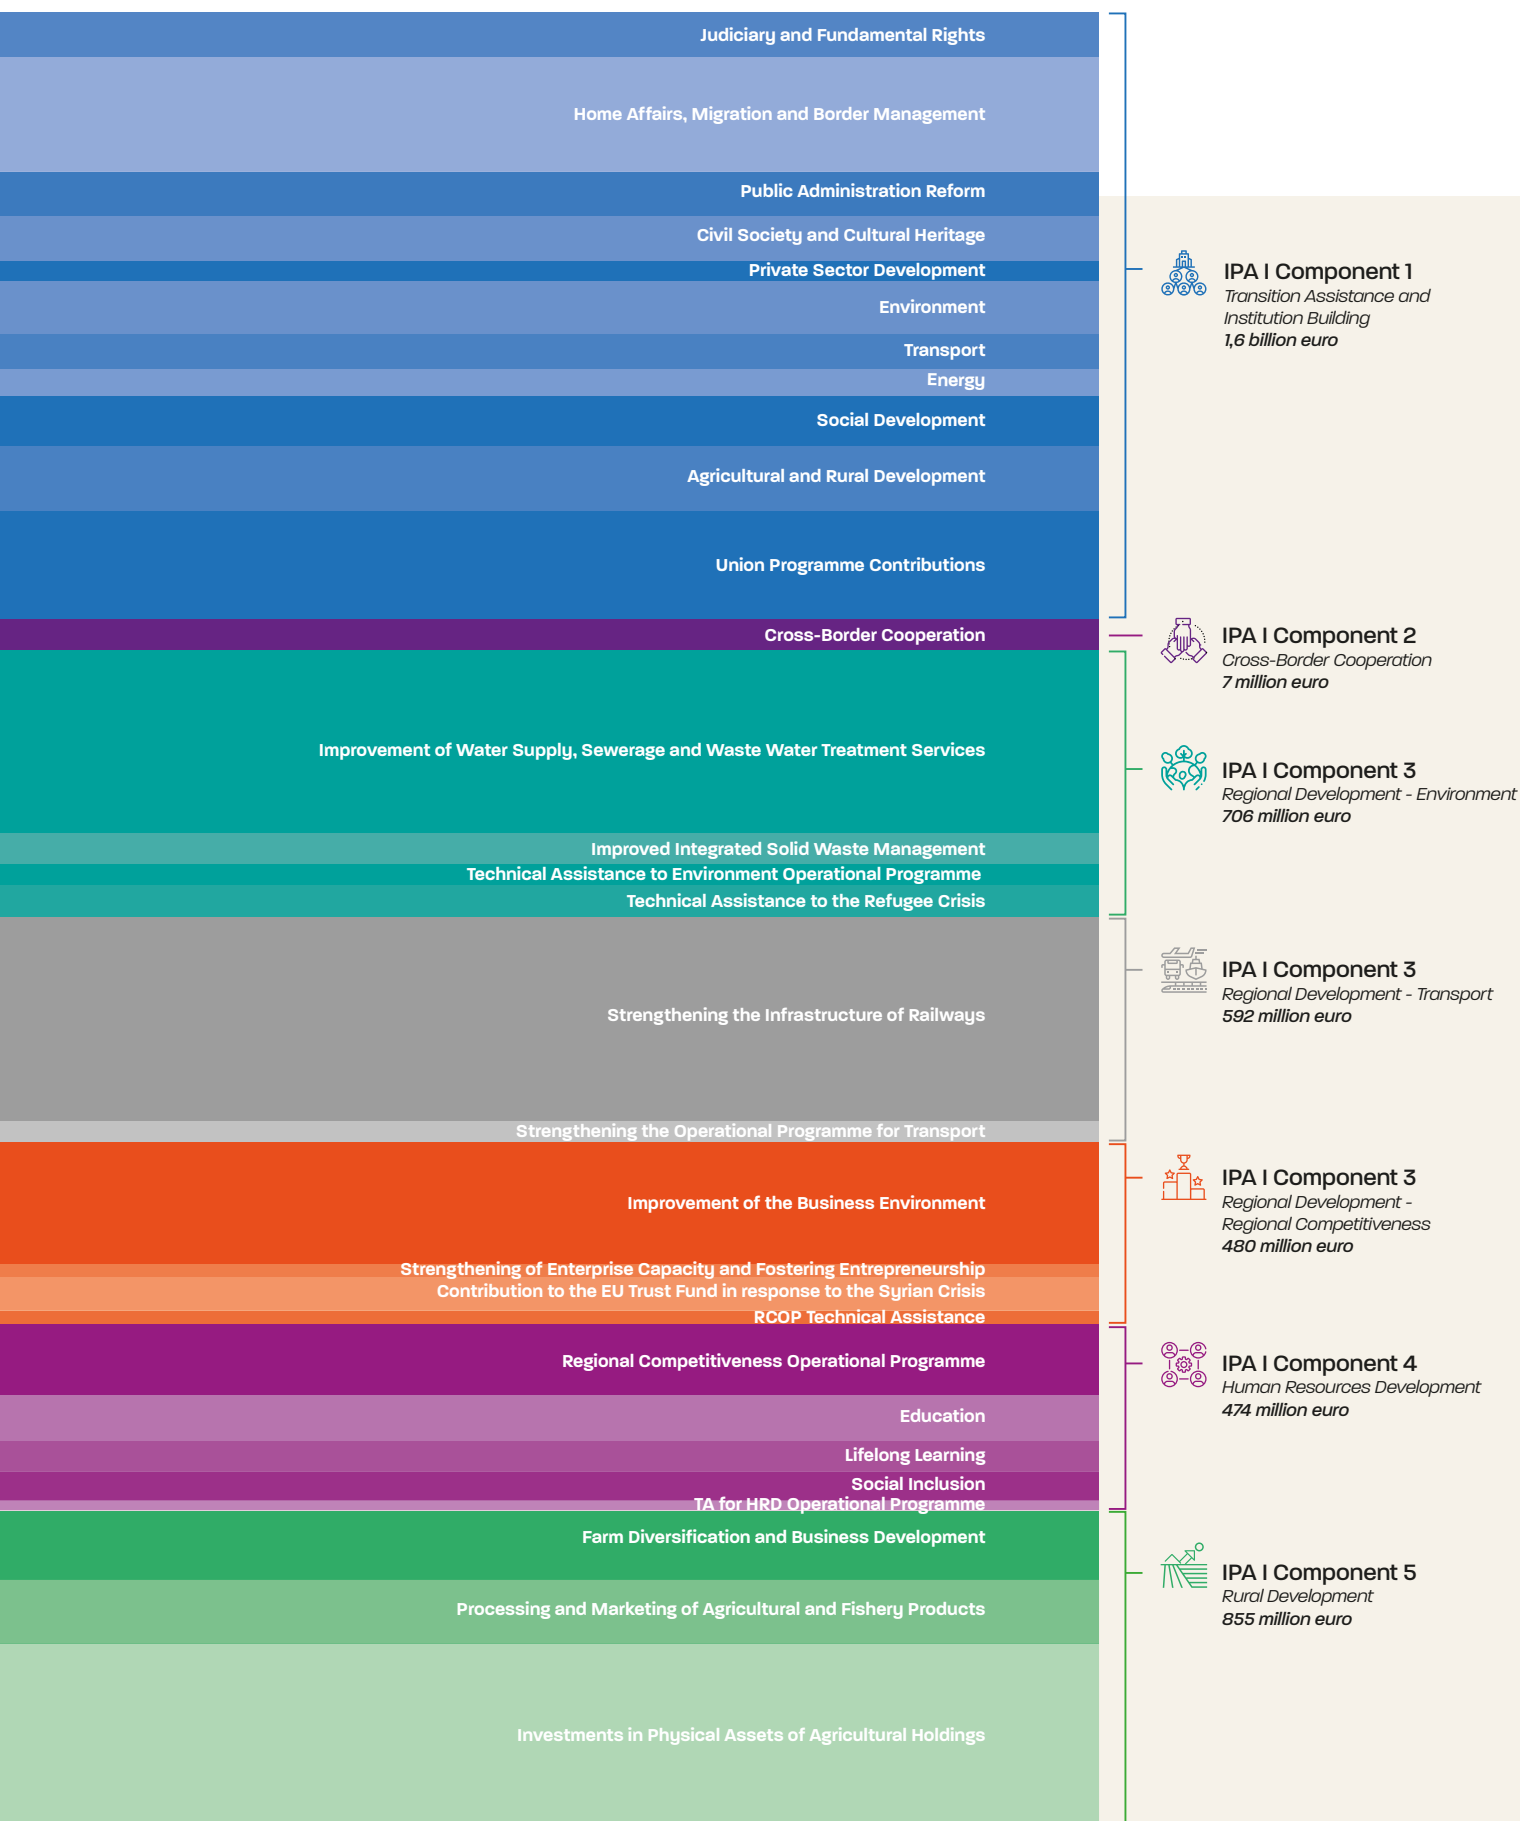 Judiciary and Fundamental Rights
Home Affairs, Migration and Border Management
Public Administration Reform
Civil Society and Cultural Heritage
Private Sector Development
Environment
Transport
Energy
Social Development
Agricultural and Rural Development
Union Programme Contributions
IPA I Component 1
Transition Assistance and
Institution Building
1,6 billion euro
Cross-Border Cooperation
IPA I Component 2
Cross-Border Cooperation
7 million euro
Improvement of Water Supply, Sewerage and Waste Water Treatment Services
Improved Integrated Solid Waste Management
Technical Assistance to Environment Operational Programme
Technical Assistance to the Refugee Crisis
IPA I Component 3
Regional Development - Environment
706 million euro
Strengthening the Infrastructure of Railways
Strengthening the Operational Programme for Transport
IPA I Component 3
Regional Development - Transport
592 million euro
Improvement of the Business Environment
Strengthening of Enterprise Capacity and Fostering Entrepreneurship
Contribution to the EU Trust Fund in response to the Syrian Crisis
RCOP Technical Assistance
IPA I Component 3
Regional Development -
Regional Competitiveness
480 million euro
Regional Competitiveness Operational Programme
Education
Lifelong Learning
Social Inclusion
TA for HRD Operational Programme
IPA I Component 4
Human Resources Development
474 million euro
Farm Diversification and Business Development
Processing and Marketing of Agricultural and Fishery Products
Investments in Physical Assets of Agricultural Holdings
IPA I Component 5
Rural Development
855 million euro